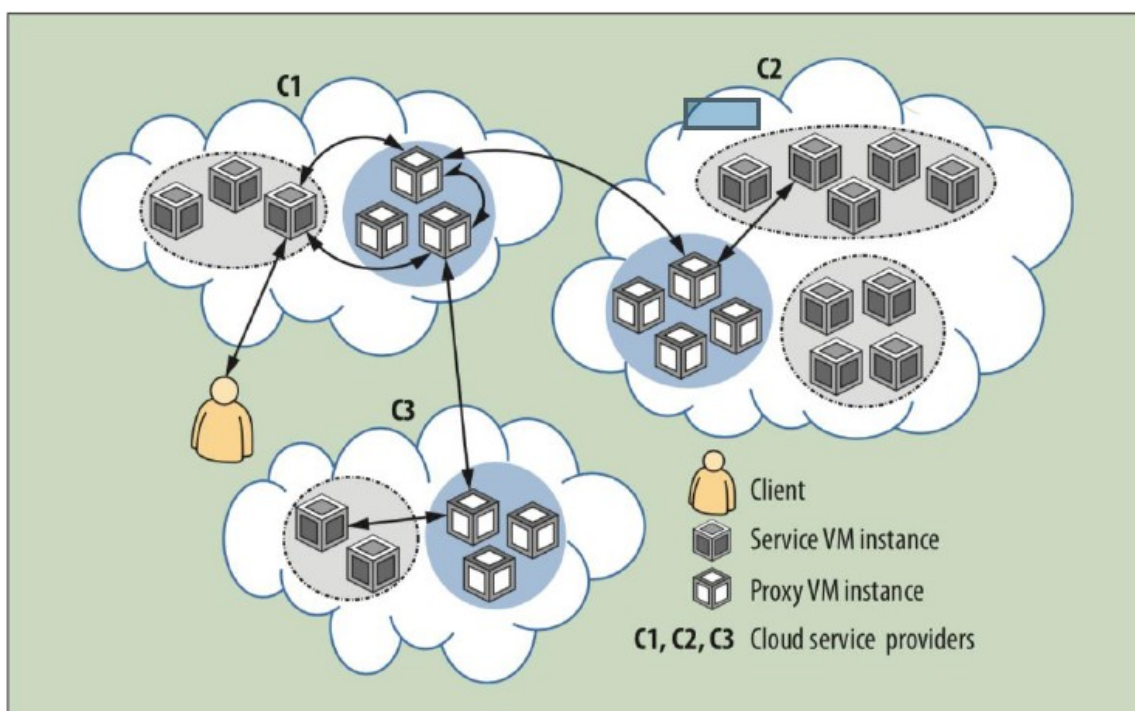 C1
C2
C3
Client
Service VM instance
Proxy VM instance
C1, C2, C3 Cloud service providers